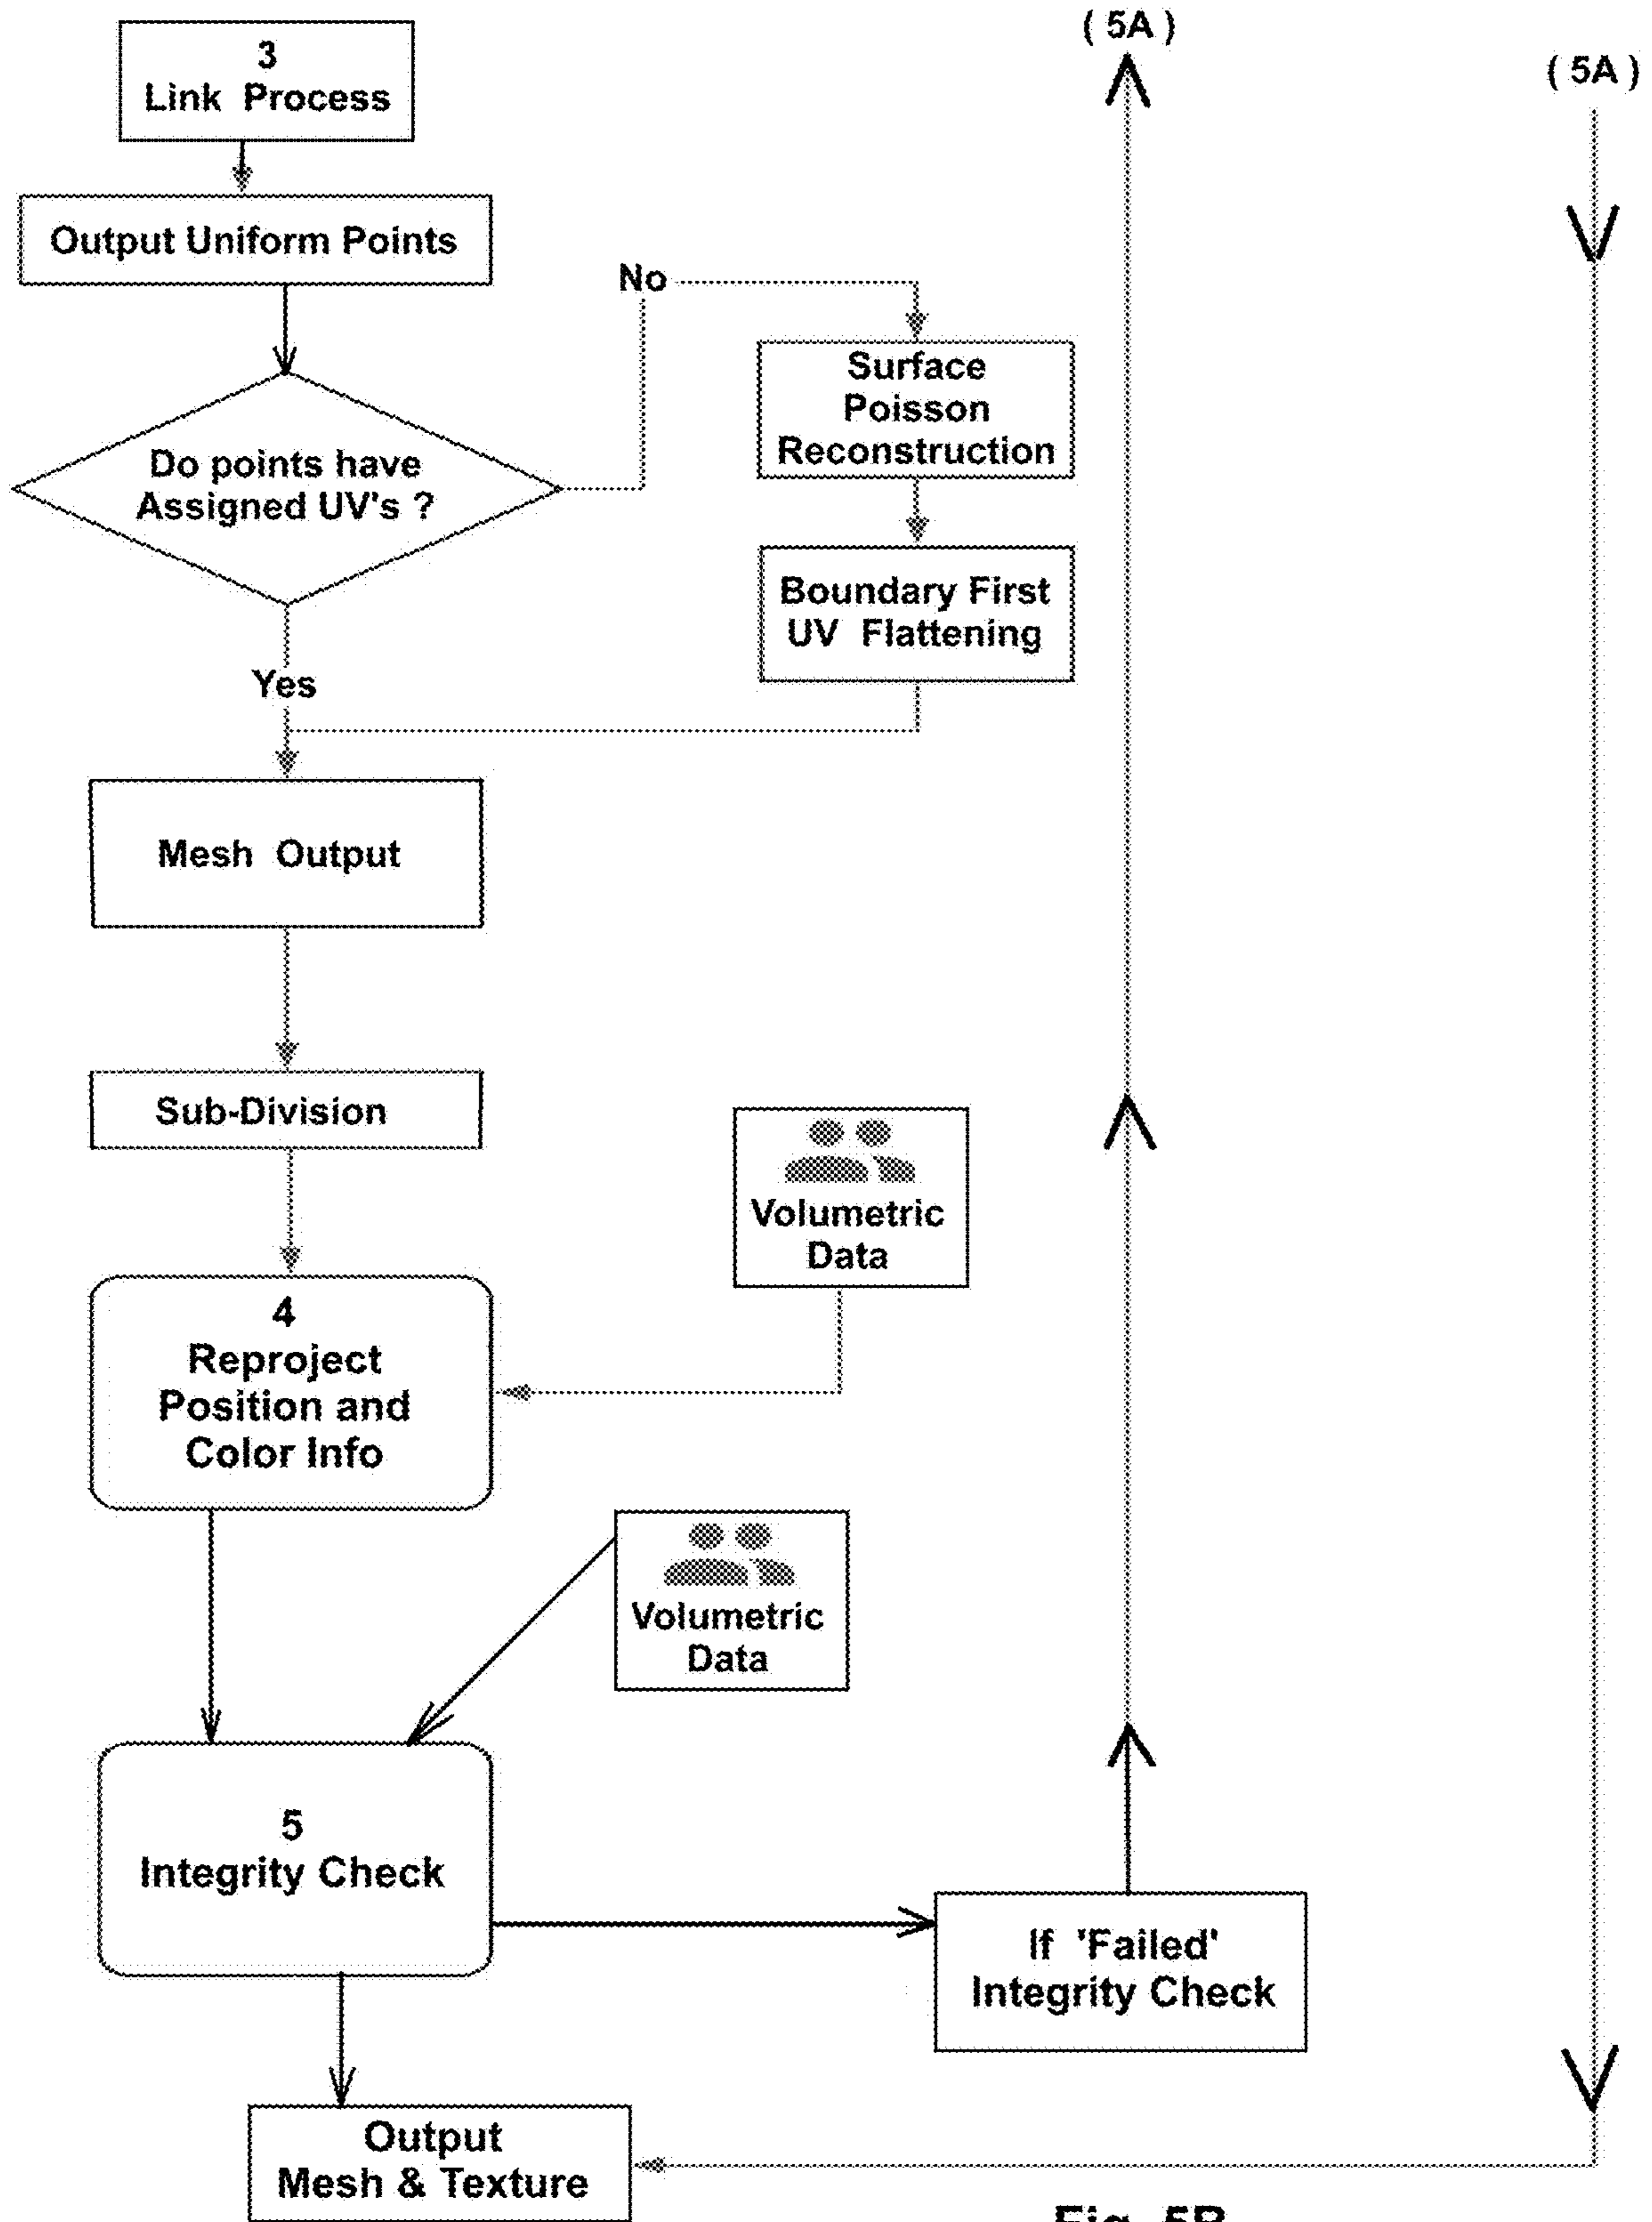 ( 5A )
( 5A )
3
Link Process
Output Uniform Points
No
Surface
Poisson
Reconstruction
Do points have
Assigned UV's ?
Boundary First
UV Flattening
Yes
Mesh Output
Sub-Division
Volumetric
Data
4
Reproject
Position and
Color Info
Volumetric
Data
5
Integrity Check
If 'Failed'
Integrity Check
Output
Mesh & Texture
Fig. 5B